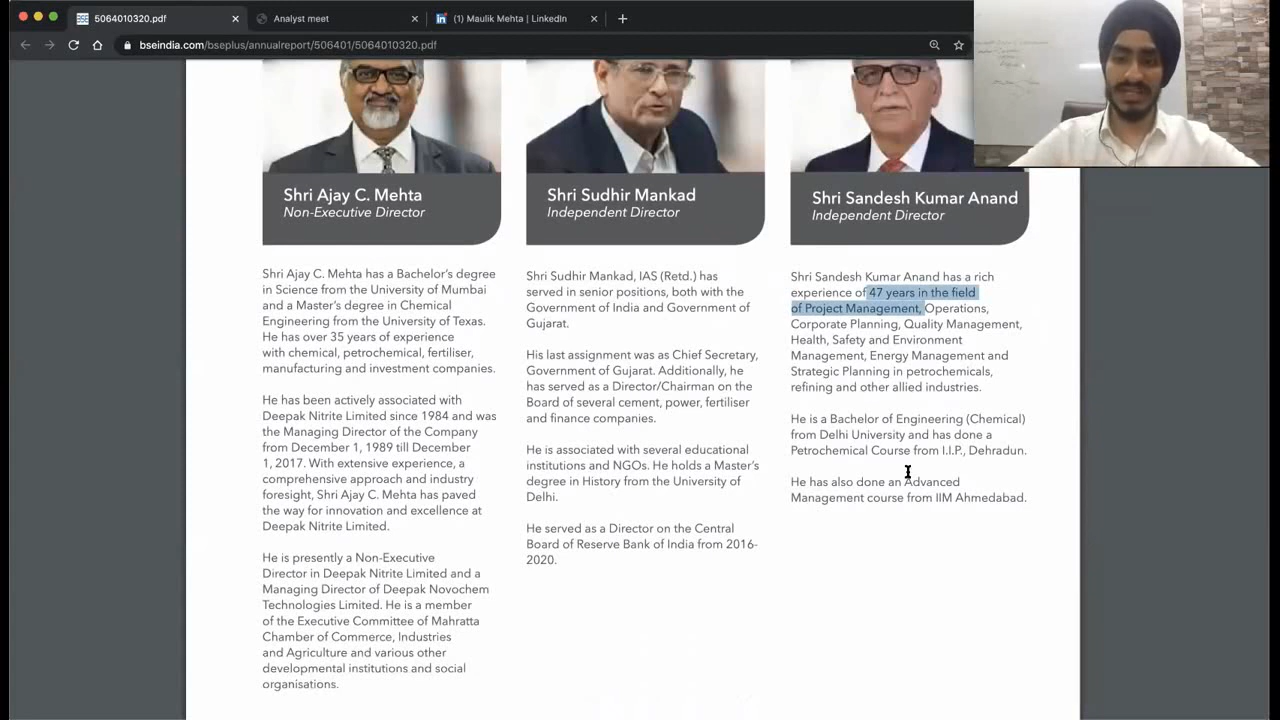 5064010320.pdf
Analyst meet
(1) Maulik Mehta | LinkedIn
bseindia.com/bseplus/annualreport/506401/5064010320.pdf
Shri Ajay C. Mehta
Non-Executive Director
Shri Ajay C. Mehta has a Bachelor's degree
in Science from the University of Mumbai
and a Master's degree in Chemical
Engineering from the University of Texas.
He has over 35 years of experience
with chemical, petrochemical, fertiliser,
manufacturing and investment companies.
He has been actively associated with
Deepak Nitrite Limited since 1984 and was
the Managing Director of the Company
from December 1, 1989 till December
1, 2017. With extensive experience, a
comprehensive approach and industry
foresight, Shri Ajay C. Mehta has paved
the way for innovation and excellence at
Deepak Nitrite Limited.
He is presently a Non-Executive
Director in Deepak Nitrite Limited and a
Managing Director of Deepak Novochem
Technologies Limited. He is a member
of the Executive Committee of Mahratta
Chamber of Commerce, Industries
and Agriculture and various other
developmental institutions and social
organisations.
Shri Sudhir Mankad
Independent Director
Shri Sudhir Mankad, IAS (Retd.) has
served in senior positions, both with the
Government of India and Government of
Gujarat.
His last assignment was as Chief Secretary,
Government of Gujarat. Additionally, he
has served as a Director/Chairman on the
Board of several cement, power, fertiliser
and finance companies.
He is associated with several educational
institutions and NGOs. He holds a Master's
degree in History from the University of
Delhi.
He served as a Director on the Central
Board of Reserve Bank of India from 2016-
2020.
Shri Sandesh Kumar Anand
Independent Director
Shri Sandesh Kumar Anand has a rich
experience of 47 years in the field
of Project Management, Operations,
Corporate Planning, Quality Management,
Health, Safety and Environment
Management, Energy Management and
Strategic Planning in petrochemicals,
refining and other allied industries.
He is a Bachelor of Engineering (Chemical)
from Delhi University and has done a
Petrochemical Course from I.I.P., Dehradun.
He has also done an Advanced
Management course from IIM Ahmedabad.